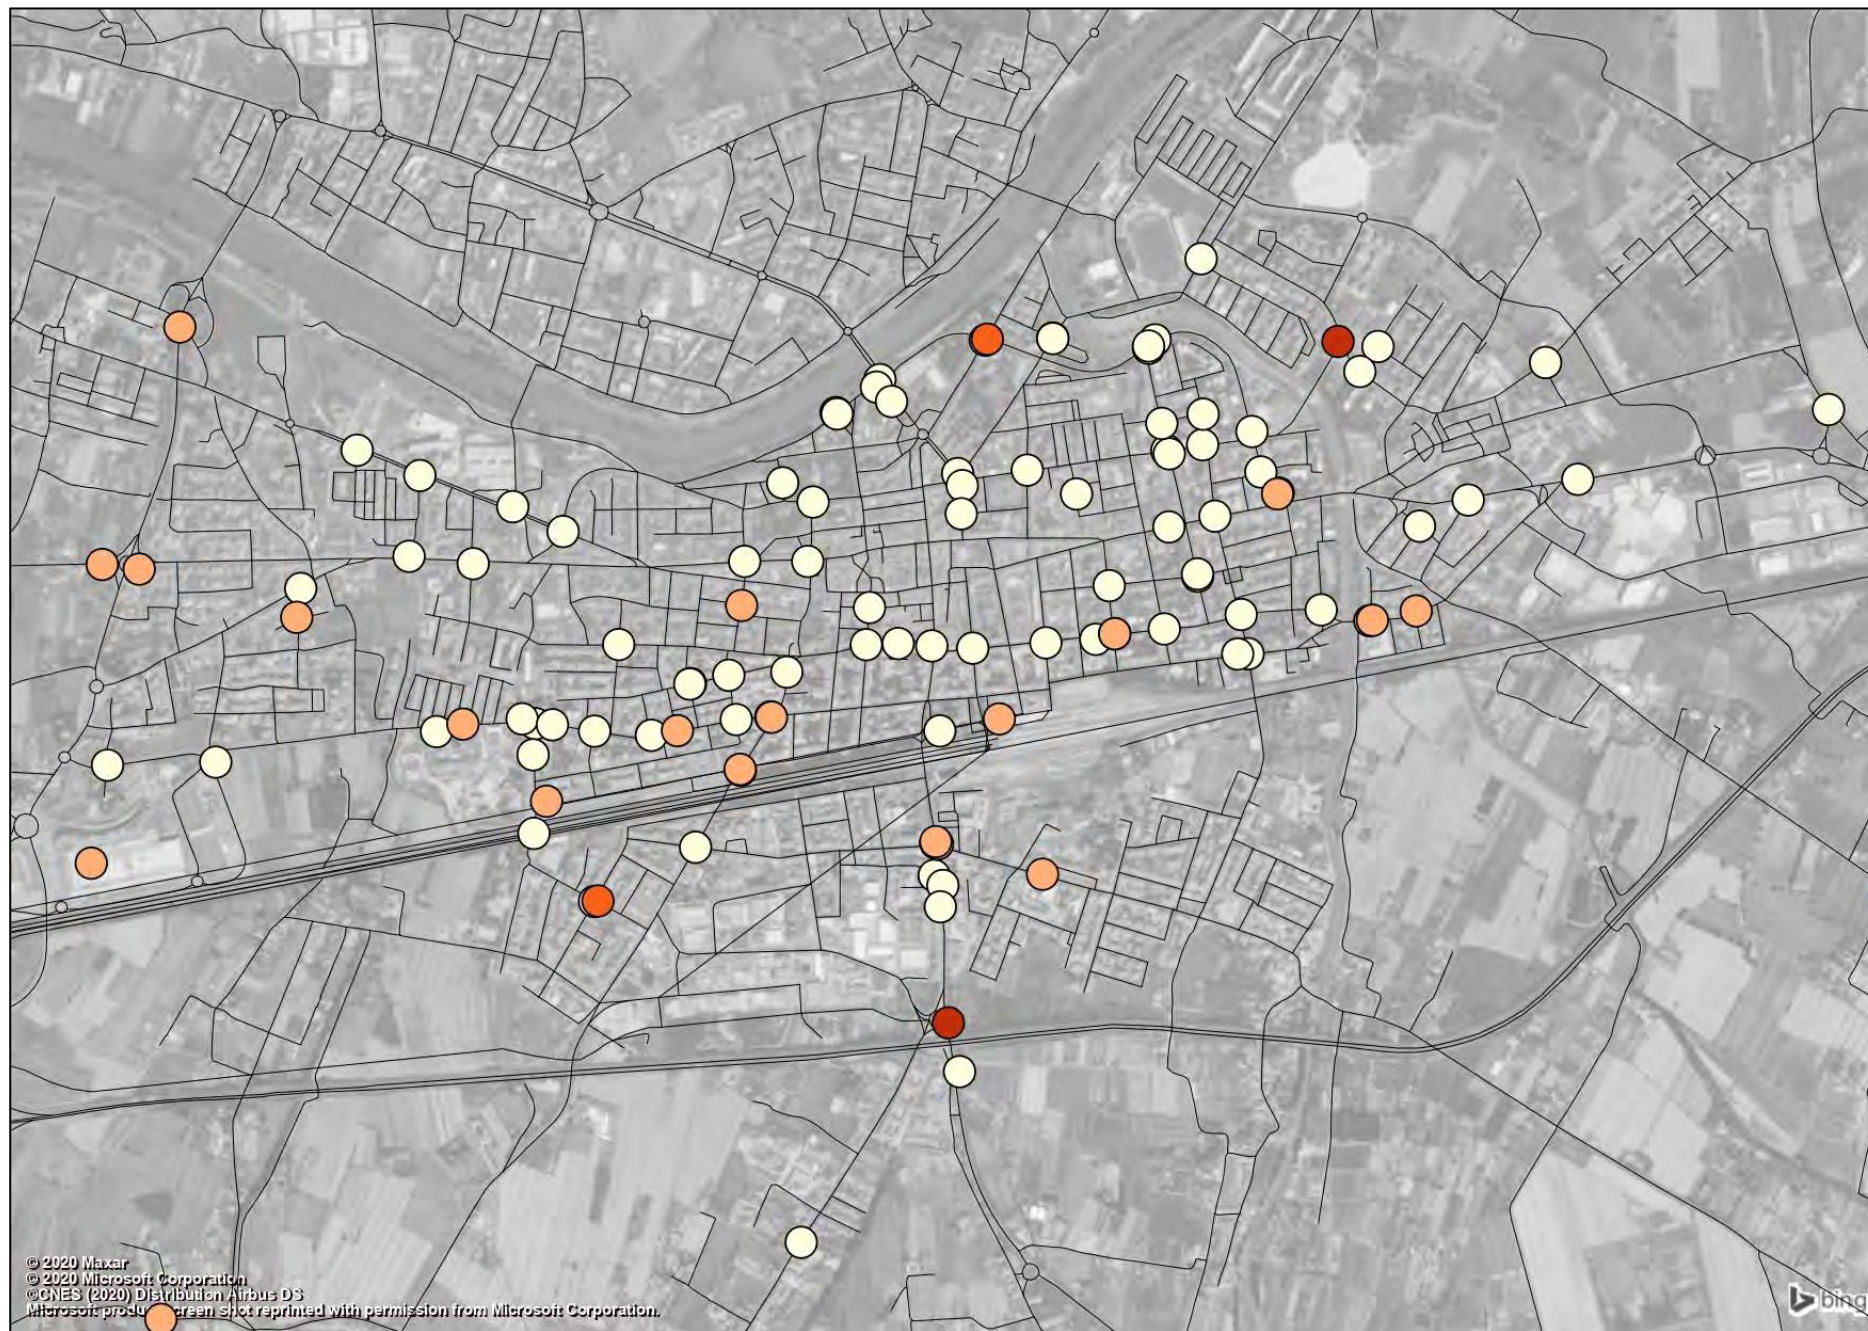 © 2020 Maxar
© 2020 Microsoft Corporation
©CNES (2020) Distribution Airbus DS
Microsoft produ screen shot reprinted with permission from Microsoft Corporation.
bing